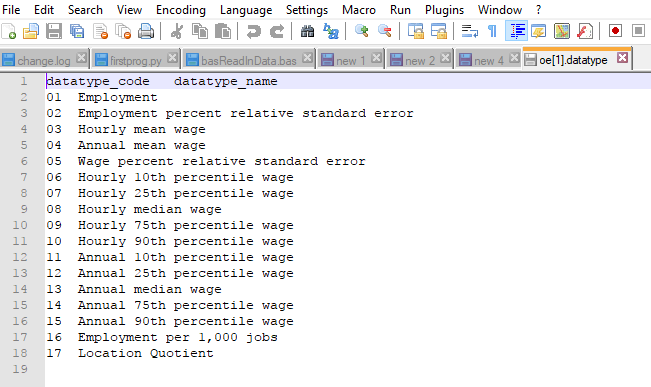 File Edit Search View Encoding Language Settings Macro Run Plugins Window ?
change.log firstprog.py basReadInData.bas new 1 new 2 new 4 oe[1].datatype
1 datatype_code datatype_name
2 01 Employment
3 02 Employment percent relative standard error
4 03 Hourly mean wage
5 04 Annual mean wage
6 05 Wage percent relative standard error
7 06 Hourly 10th percentile wage
8 07 Hourly 25th percentile wage
9 08 Hourly median wage
10 09 Hourly 75th percentile wage
11 10 Hourly 90th percentile wage
12 11 Annual 10th percentile wage
13 12 Annual 25th percentile wage
14 13 Annual median wage
15 14 Annual 75th percentile wage
16 15 Annual 90th percentile wage
17 16 Employment per 1,000 jobs
18 17 Location Quotient
19